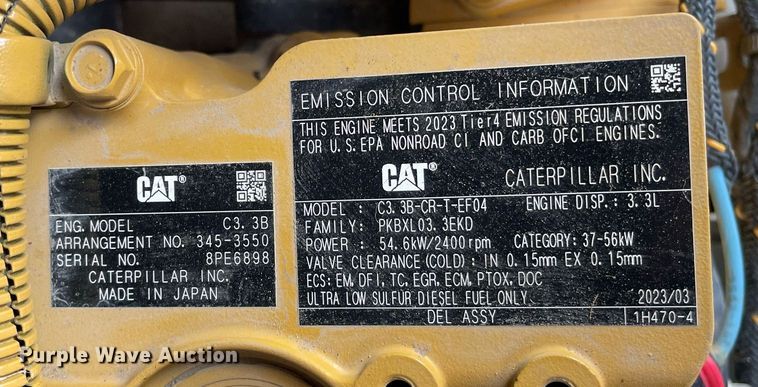 CAT®
ENG. MODEL C3.3B
ARRANGEMENT NO. 345-3550
SERIAL NO. 8PE6898
CATERPILLAR INC.
MADE IN JAPAN
EMISSION CONTROL INFORMATION
THIS ENGINE MEETS 2023 Tier4 EMISSION REGULATIONS
FOR U.S. EPA NONROAD CI AND CARB OFCI ENGINES.
CAT® CATERPILLAR INC.
MODEL : C3.3B-CR-T-EF04 ENGINE DISP.: 3.3L
FAMILY: PKBXL03.3EKD
POWER : 54.6kW/2400rpm CATEGORY: 37-56kW
VALVE CLEARANCE (COLD): IN 0.15mm EX 0.15mm
ECS: EM, DFI, TC, EGR, ECM, PTOX, DOC
ULTRA LOW SULFUR DIESEL FUEL ONLY. 2023/03
DEL ASSY 1H470-4
Purple Wave Auction